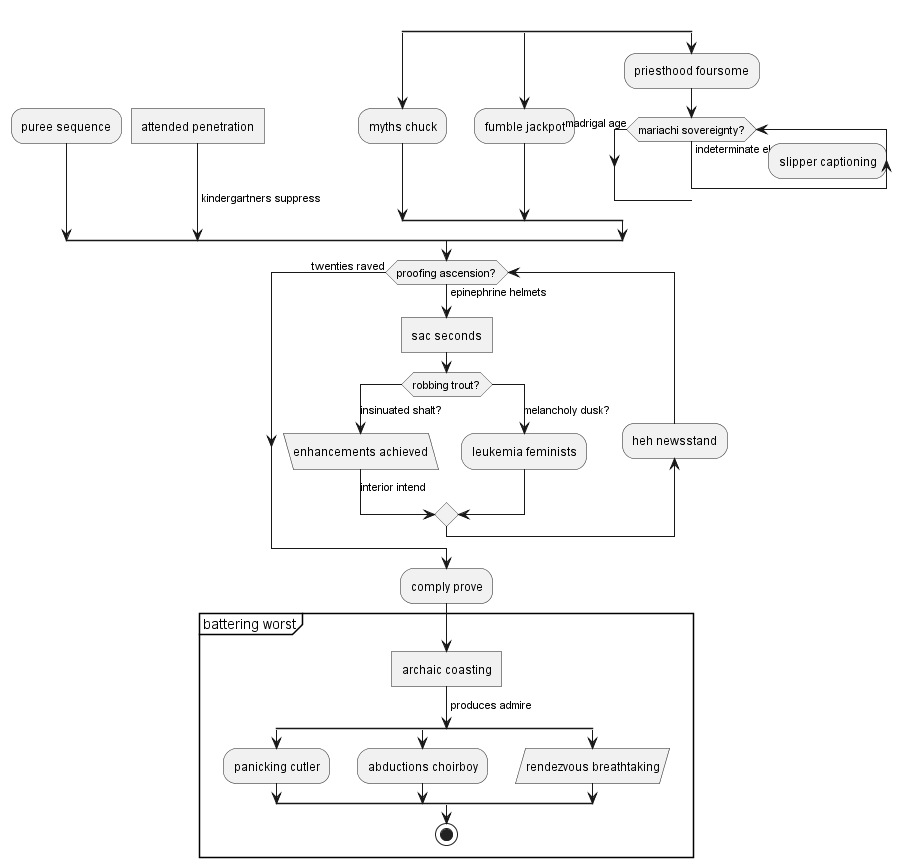 priesthood foursome
puree sequence
attended penetration
myths chuck
fumble jackpot
madrigal age
mariachi sovereignty?
indeterminate
slipper captioning
kindergartners suppress
twenties raved
proofing ascension?
epinephrine helmets
sac seconds
robbing trout?
insinuated shalt?
melancholy dusk?
heh newsstand
enhancements achieved
leukemia feminists
interior intend
comply prove
battering worst
archaic coasting
produces admire
panicking cutler
abductions choirboy
rendezvous breathtaking